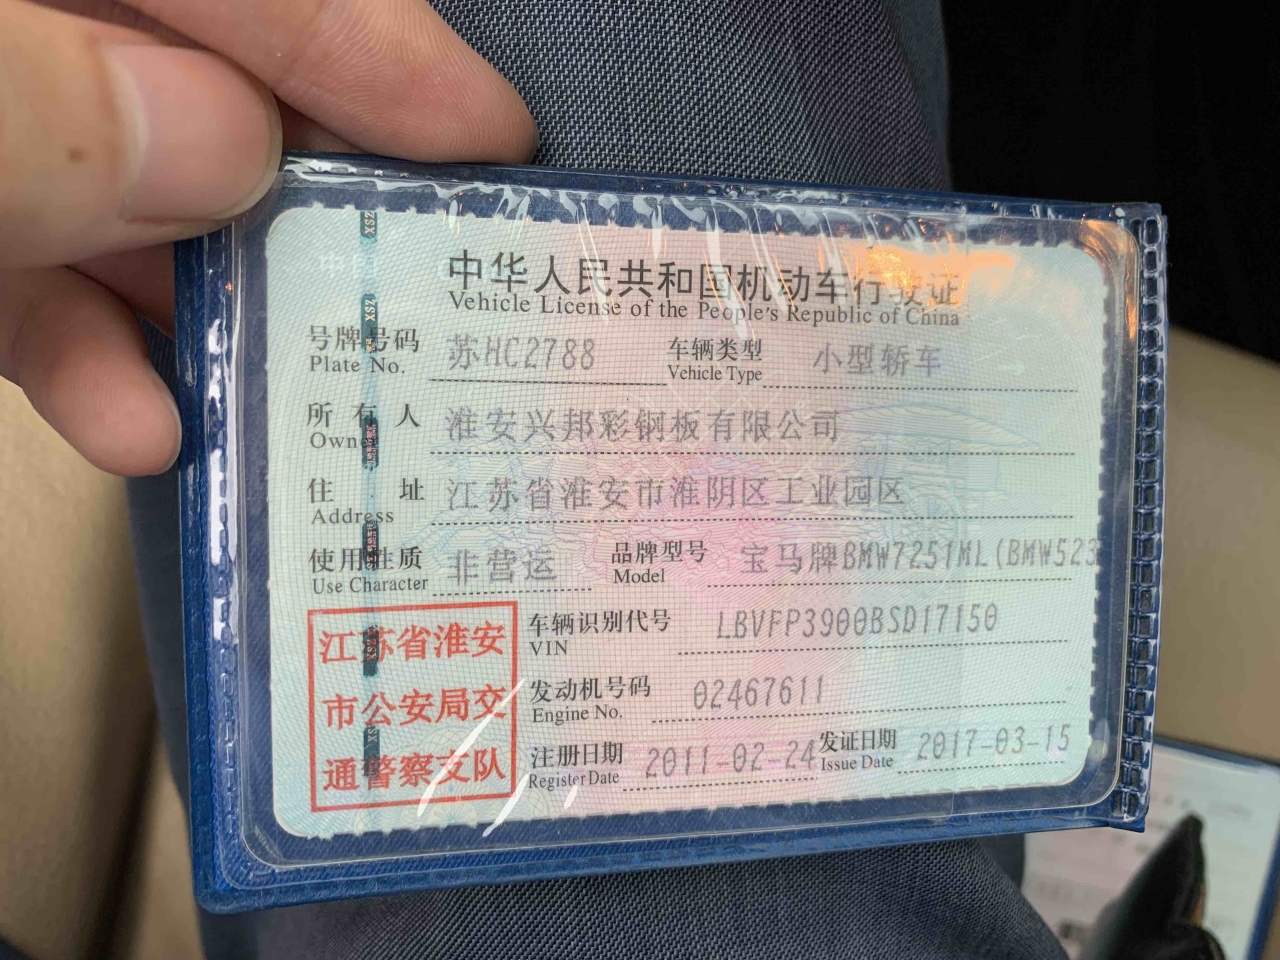 中华人民共和国机动车行驶证
Vehicle License of the People's Republic of China
号牌号码 苏HC2788 车辆类型 小型轿车
Plate No. Vehicle Type
所有人 淮安兴邦彩钢板有限公司
Owner
住址 江苏省淮安市淮阴区工业园区
Address
使用性质 非营运 品牌型号 宝马牌BMW7251ML(BMW523
Use Character Model
江苏省淮安
市公安局交
通警察支队
车辆识别代号 LBVFP3900BSD17150
VIN
发动机号码 02467611
Engine No.
注册日期 2011-02-24 发证日期 2017-03-15
Register Date Issue Date
XSZ
XSZ
XSZ
XSZ